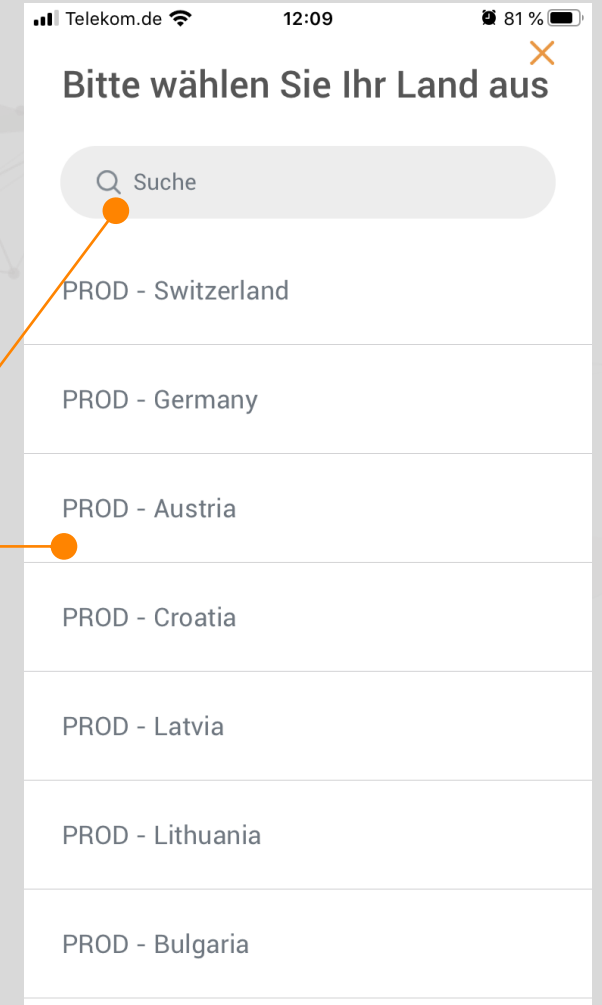 Telekom.de 12:09 81 %
Bitte wählen Sie Ihr Land aus
Suche
PROD - Switzerland
PROD - Germany
PROD - Austria
PROD - Croatia
PROD - Latvia
PROD - Lithuania
PROD - Bulgaria